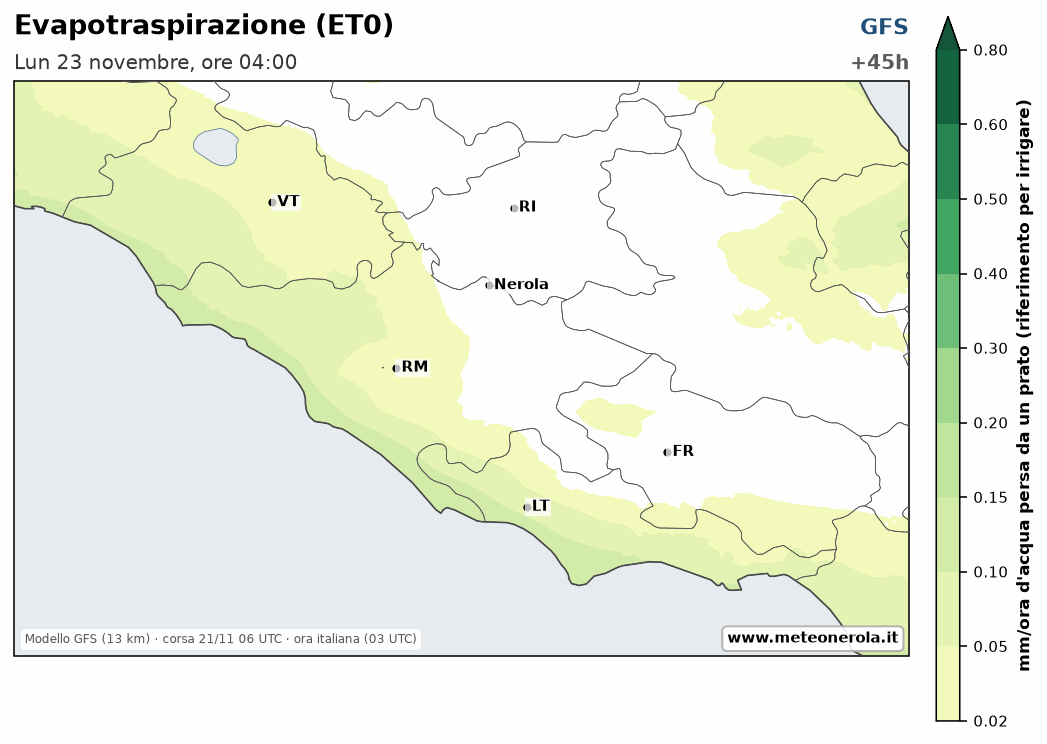 Evapotraspirazione (ET0)
GFS
Lun 23 novembre, ore 04:00
+45h
VT
RI
Nerola
RM
FR
LT
Modello GFS (13 km) · corsa 21/11 06 UTC · ora italiana (03 UTC)
www.meteonerola.it
0.80
0.60
0.50
0.40
0.30
0.20
0.15
0.10
0.05
0.02
mm/ora d'acqua persa da un prato (riferimento per irrigare)